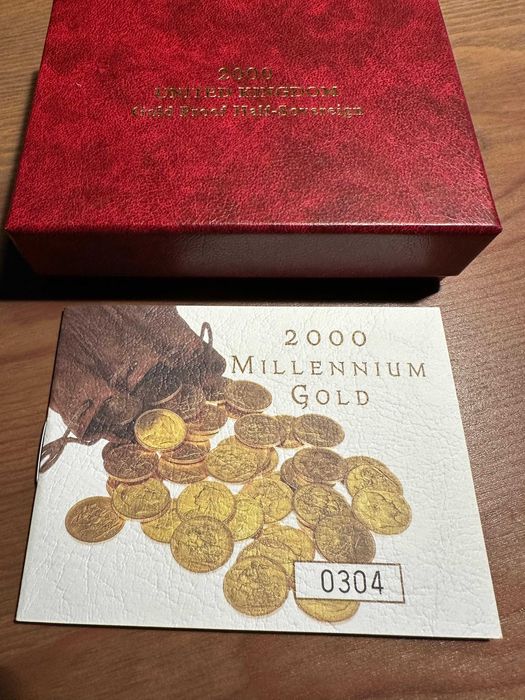 2000
UNITED KINGDOM
Gold Proof Half-Sovereign
2000
MILLENNIUM
GOLD
0304